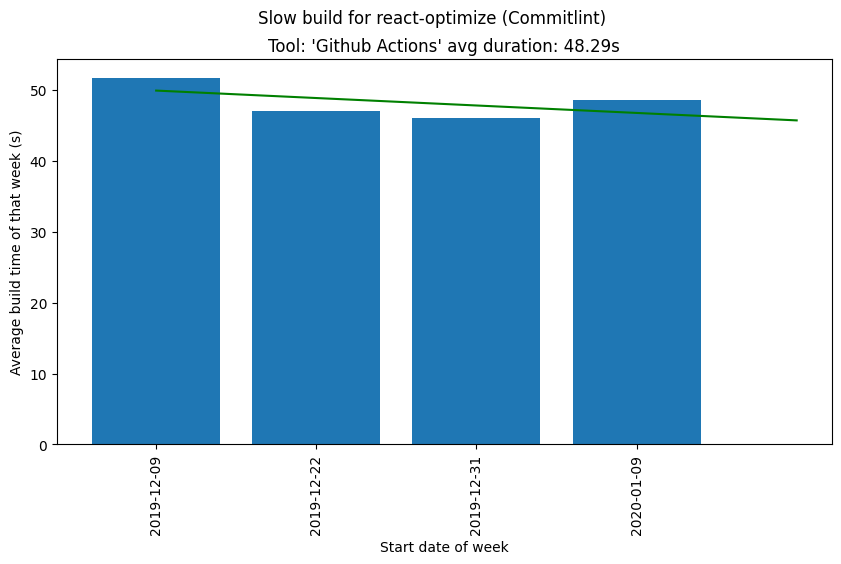 Slow build for react-optimize (Commitlint)
Tool: 'Github Actions' avg duration: 48.29s
Average build time of that week (s)
50
40
30
20
10
0
2019-12-09
2019-12-22
2019-12-31
2020-01-09
Start date of week